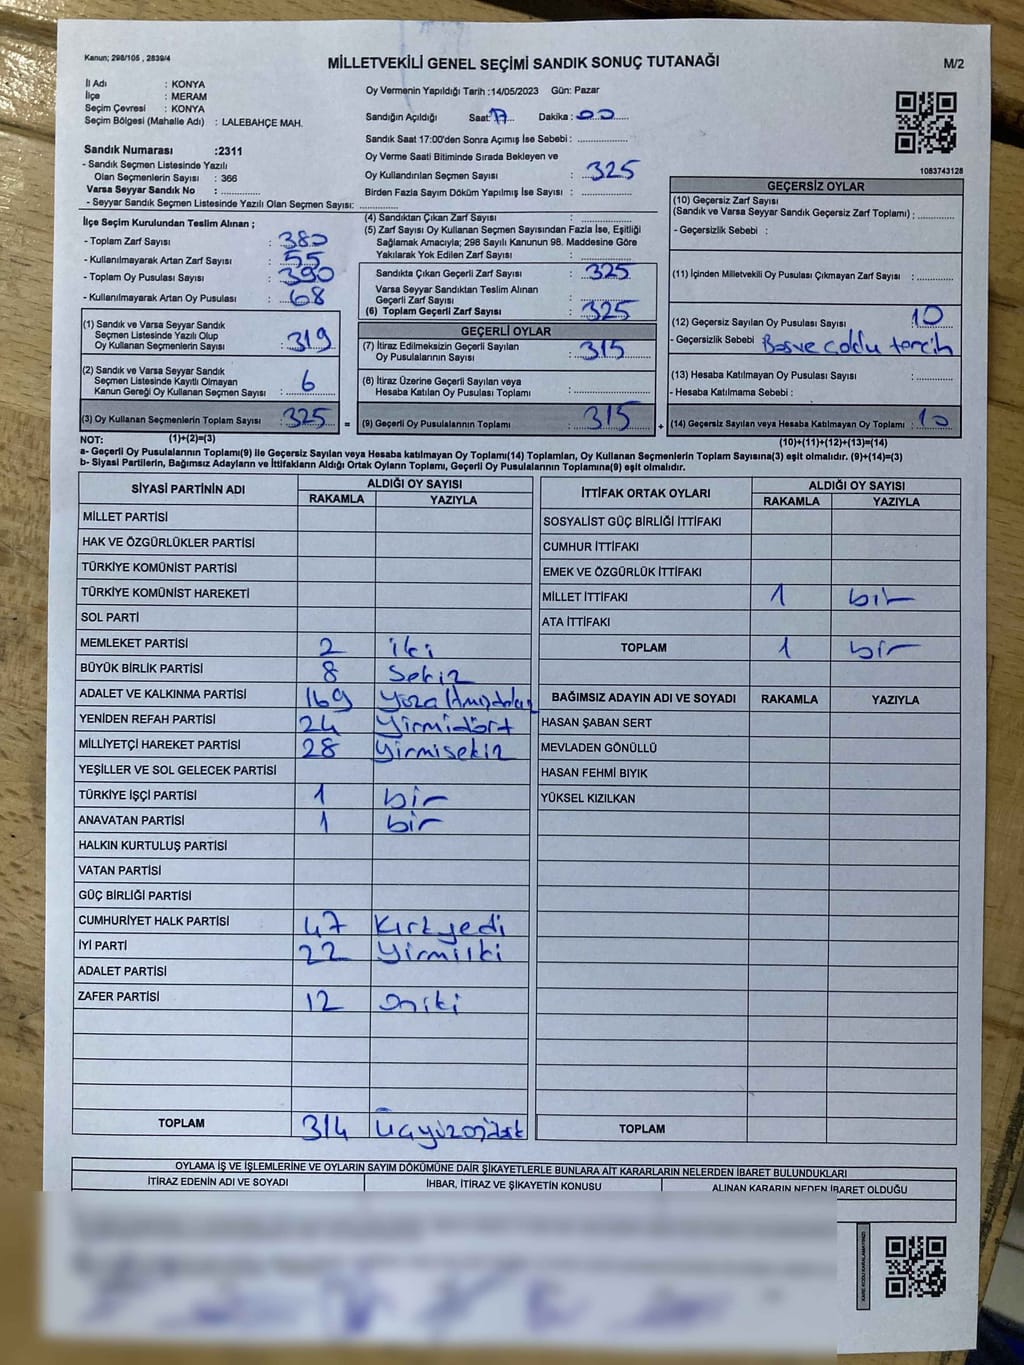 Kanun; 298/105 , 2839/4
MİLLETVEKİLİ GENEL SEÇİMİ SANDIK SONUÇ TUTANAĞI
M/2
İl Adı : KONYA
İlçe : MERAM
Seçim Çevresi : KONYA
Seçim Bölgesi (Mahalle Adı) : LALEBAHÇE MAH.
Sandık Numarası :2311
- Sandık Seçmen Listesinde Yazılı
Olan Seçmenlerin Sayısı : 366
Varsa Seyyar Sandık No : ..............
- Seyyar Sandık Seçmen Listesinde Yazılı Olan Seçmen Sayısı: ..............
Oy Vermenin Yapıldığı Tarih :14/05/2023 Gün: Pazar
Sandığın Açıldığı Saat: 17 Dakika : 00
Sandık Saat 17:00'den Sonra Açımış İse Sebebi : ..............
Oy Verme Saati Bitiminde Sırada Bekleyen ve
Oy Kullandırılan Seçmen Sayısı : 325
Birden Fazla Sayım Döküm Yapılmış İse Sayısı : ..............
1083743128
İlçe Seçim Kurulundan Teslim Alınan ;
- Toplam Zarf Sayısı : 380
- Kullanılmayarak Artan Zarf Sayısı : 55
- Toplam Oy Pusulası Sayısı : 390
- Kullanılmayarak Artan Oy Pusulası : 68
(1) Sandık ve Varsa Seyyar Sandık
Seçmen Listesinde Yazılı Olup
Oy Kullanan Seçmenlerin Sayısı : 319
(2) Sandık ve Varsa Seyyar Sandık
Seçmen Listesinde Kayıtlı Olmayan
Kanun Gereği Oy Kullanan Seçmen Sayısı : 6
(3) Oy Kullanan Seçmenlerin Toplam Sayısı : 325 =
(4) Sandıktan Çıkan Zarf Sayısı : ..............
(5) Zarf Sayısı Oy Kullanan Seçmen Sayısından Fazla İse, Eşitliği
Sağlamak Amacıyla; 298 Sayılı Kanunun 98. Maddesine Göre
Yakılarak Yok Edilen Zarf Sayısı : ..............
Sandıkta Çıkan Geçerli Zarf Sayısı : 325
Varsa Seyyar Sandıktan Teslim Alınan
Geçerli Zarf Sayısı : ..............
(6) Toplam Geçerli Zarf Sayısı : 325
GEÇERLİ OYLAR
(7) İtiraz Edilmeksizin Geçerli Sayılan
Oy Pusulalarının Sayısı : 315
(8) İtiraz Üzerine Geçerli Sayılan veya
Hesaba Katılan Oy Pusulaları Toplamı : ..............
(9) Geçerli Oy Pusulalarının Toplamı : 315 +
GEÇERSİZ OYLAR
(10) Geçersiz Zarf Sayısı
(Sandık ve Varsa Seyyar Sandık Geçersiz Zarf Toplamı) : ..............
- Geçersizlik Sebebi :
(11) İçinden Milletvekili Oy Pusulası Çıkmayan Zarf Sayısı : ..............
(12) Geçersiz Sayılan Oy Pusulası Sayısı : 10
- Geçersizlik Sebebi : Boş ve çoklu tercih
(13) Hesaba Katılmayan Oy Pusulası Sayısı : ..............
- Hesaba Katılmama Sebebi :
(14) Geçersiz Sayılan veya Hesaba Katılmayan Oy Toplamı : 10
NOT: (1)+(2)=(3)
(10)+(11)+(12)+(13)=(14)
a- Geçerli Oy Pusulalarının Toplamı(9) ile Geçersiz Sayılan veya Hesaba katılmayan Oy Toplamı(14) Toplamları, Oy Kullanan Seçmenlerin Toplam Sayısına(3) eşit olmalıdır. (9)+(14)=(3)
b- Siyasi Partilerin, Bağımsız Adayların ve İttifakların Aldığı Ortak Oyların Toplamı, Geçerli Oy Pusulalarının Toplamına(9) eşit olmalıdır.
SİYASİ PARTİNİN ADI ALDIĞI OY SAYISI
RAKAMLA YAZIYLA
MİLLET PARTİSİ
HAK VE ÖZGÜRLÜKLER PARTİSİ
TÜRKİYE KOMÜNİST PARTİSİ
TÜRKİYE KOMÜNİST HAREKETİ
SOL PARTİ
MEMLEKET PARTİSİ 2 iki
BÜYÜK BİRLİK PARTİSİ 8 Sekiz
ADALET VE KALKINMA PARTİSİ 169
YENİDEN REFAH PARTİSİ 24 Yirmidört
MİLLİYETÇİ HAREKET PARTİSİ 28 Yirmisekiz
YEŞİLLER VE SOL GELECEK PARTİSİ
TÜRKİYE İŞÇİ PARTİSİ 1 bir
ANAVATAN PARTİSİ 1 bir
HALKIN KURTULUŞ PARTİSİ
VATAN PARTİSİ
GÜÇ BİRLİĞİ PARTİSİ
CUMHURİYET HALK PARTİSİ 47 Kırkyedi
İYİ PARTİ 22 Yirmiiki
ADALET PARTİSİ
ZAFER PARTİSİ 12 Oniki
TOPLAM 314 Üçyüzondört
İTTİFAK ORTAK OYLARI ALDIĞI OY SAYISI
RAKAMLA YAZIYLA
SOSYALİST GÜÇ BİRLİĞİ İTTİFAKI
CUMHUR İTTİFAKI
EMEK VE ÖZGÜRLÜK İTTİFAKI
MİLLET İTTİFAKI 1 bir
ATA İTTİFAKI
TOPLAM 1 bir
BAĞIMSIZ ADAYIN ADI VE SOYADI RAKAMLA YAZIYLA
HASAN ŞABAN SERT
MEVLADEN GÖNÜLLÜ
HASAN FEHMİ BIYIK
YÜKSEL KIZILKAN
TOPLAM
OYLAMA İŞ VE İŞLEMLERİNE VE OYLARIN SAYIM DÖKÜMÜNE DAİR ŞİKAYETLERLE BUNLARA AİT KARARLARIN NELERDEN İBARET BULUNDUKLARI
İTİRAZ EDENİN ADI VE SOYADI İHBAR, İTİRAZ VE ŞİKAYETİN KONUSU ALINAN KARARIN NEDEN İBARET OLDUĞU
KARE KODU KARALAMAYINIZ!